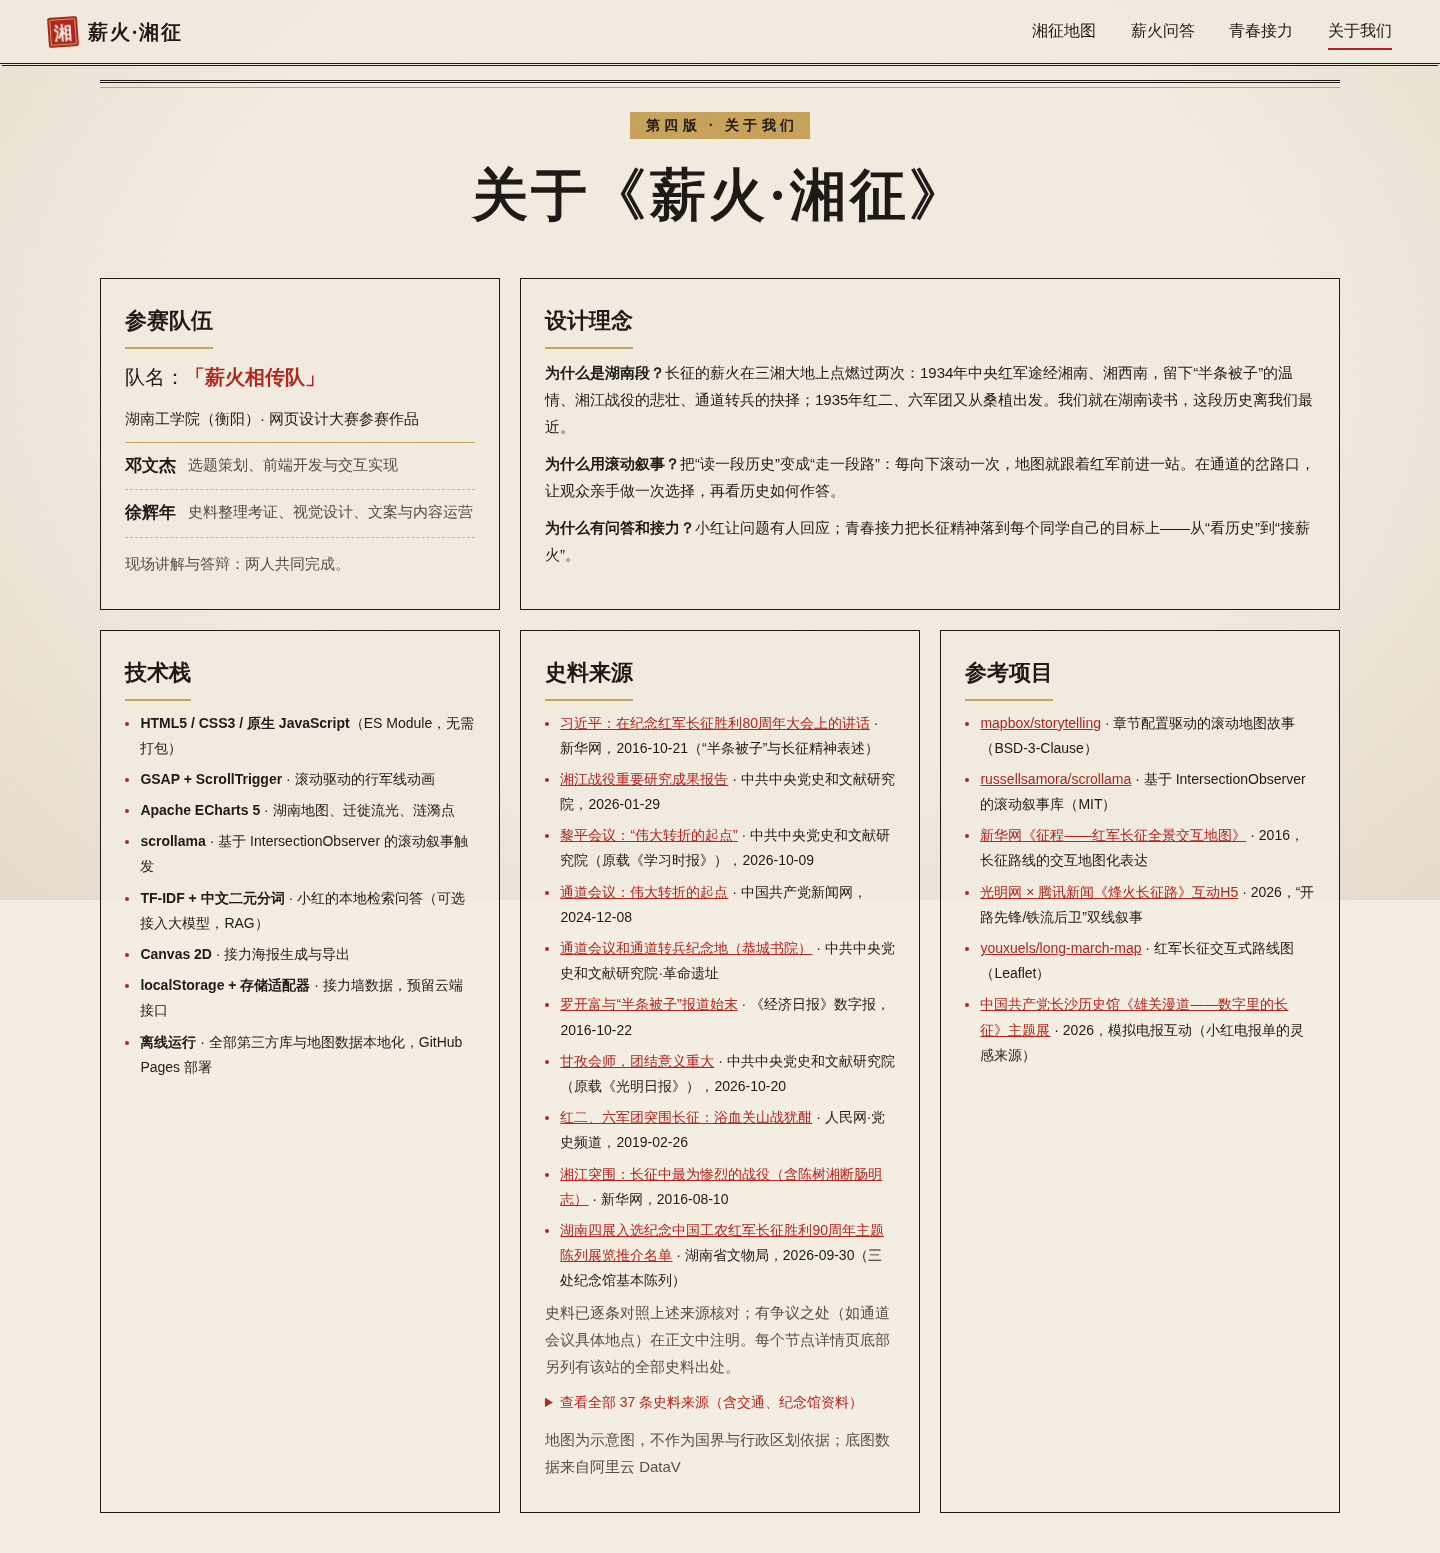 湘 薪火·湘征
湘征地图 薪火问答 青春接力 关于我们
第四版 · 关于我们
关于《薪火·湘征》
参赛队伍
队名：「薪火相传队」
湖南工学院（衡阳）· 网页设计大赛参赛作品
邓文杰 选题策划、前端开发与交互实现
徐辉年 史料整理考证、视觉设计、文案与内容运营
现场讲解与答辩：两人共同完成。
设计理念
为什么是湖南段？长征的薪火在三湘大地上点燃过两次：1934年中央红军途经湘南、湘西南，留下“半条被子”的温
情、湘江战役的悲壮、通道转兵的抉择；1935年红二、六军团又从桑植出发。我们就在湖南读书，这段历史离我们最
近。
为什么用滚动叙事？把“读一段历史”变成“走一段路”：每向下滚动一次，地图就跟着红军前进一站。在通道的岔路口，
让观众亲手做一次选择，再看历史如何作答。
为什么有问答和接力？小红让问题有人回应；青春接力把长征精神落到每个同学自己的目标上——从“看历史”到“接薪
火”。
技术栈
• HTML5 / CSS3 / 原生 JavaScript（ES Module，无需
打包）
• GSAP + ScrollTrigger · 滚动驱动的行军线动画
• Apache ECharts 5 · 湖南地图、迁徙流光、涟漪点
• scrollama · 基于 IntersectionObserver 的滚动叙事触
发
• TF-IDF + 中文二元分词 · 小红的本地检索问答（可选
接入大模型，RAG）
• Canvas 2D · 接力海报生成与导出
• localStorage + 存储适配器 · 接力墙数据，预留云端
接口
• 离线运行 · 全部第三方库与地图数据本地化，GitHub
Pages 部署
史料来源
• 习近平：在纪念红军长征胜利80周年大会上的讲话 ·
新华网，2016-10-21（“半条被子”与长征精神表述）
• 湘江战役重要研究成果报告 · 中共中央党史和文献研究
院，2026-01-29
• 黎平会议：“伟大转折的起点” · 中共中央党史和文献研
究院（原载《学习时报》），2026-10-09
• 通道会议：伟大转折的起点 · 中国共产党新闻网，
2024-12-08
• 通道会议和通道转兵纪念地（恭城书院） · 中共中央党
史和文献研究院·革命遗址
• 罗开富与“半条被子”报道始末 · 《经济日报》数字报，
2016-10-22
• 甘孜会师，团结意义重大 · 中共中央党史和文献研究院
（原载《光明日报》），2026-10-20
• 红二、六军团突围长征：浴血关山战犹酣 · 人民网·党
史频道，2019-02-26
• 湘江突围：长征中最为惨烈的战役（含陈树湘断肠明
志） · 新华网，2016-08-10
• 湖南四展入选纪念中国工农红军长征胜利90周年主题
陈列展览推介名单 · 湖南省文物局，2026-09-30（三
处纪念馆基本陈列）
史料已逐条对照上述来源核对；有争议之处（如通道
会议具体地点）在正文中注明。每个节点详情页底部
另列有该站的全部史料出处。
▶ 查看全部 37 条史料来源（含交通、纪念馆资料）
地图为示意图，不作为国界与行政区划依据；底图数
据来自阿里云 DataV
参考项目
• mapbox/storytelling · 章节配置驱动的滚动地图故事
（BSD-3-Clause）
• russellsamora/scrollama · 基于 IntersectionObserver
的滚动叙事库（MIT）
• 新华网《征程——红军长征全景交互地图》 · 2016，
长征路线的交互地图化表达
• 光明网 × 腾讯新闻《烽火长征路》互动H5 · 2026，“开
路先锋/铁流后卫”双线叙事
• youxuels/long-march-map · 红军长征交互式路线图
（Leaflet）
• 中国共产党长沙历史馆《雄关漫道——数字里的长
征》主题展 · 2026，模拟电报互动（小红电报单的灵
感来源）